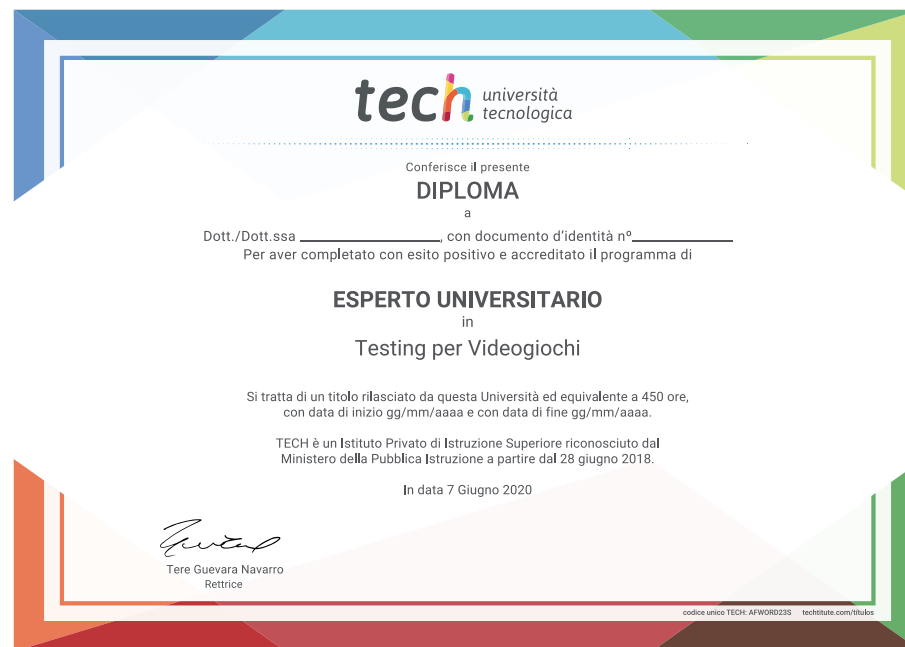 tech università
tecnologica
Conferisce il presente
DIPLOMA
a
Dott./Dott.ssa ____________________, con documento d'identità nº______________
Per aver completato con esito positivo e accreditato il programma di
ESPERTO UNIVERSITARIO
in
Testing per Videogiochi
Si tratta di un titolo rilasciato da questa Università ed equivalente a 450 ore,
con data di inizio gg/mm/aaaa e con data di fine gg/mm/aaaa.
TECH è un Istituto Privato di Istruzione Superiore riconosciuto dal
Ministero della Pubblica Istruzione a partire dal 28 giugno 2018.
In data 7 Giugno 2020
Tere Guevara Navarro
Rettrice
codice unico TECH: AFWORD23S techtitute.com/titulos